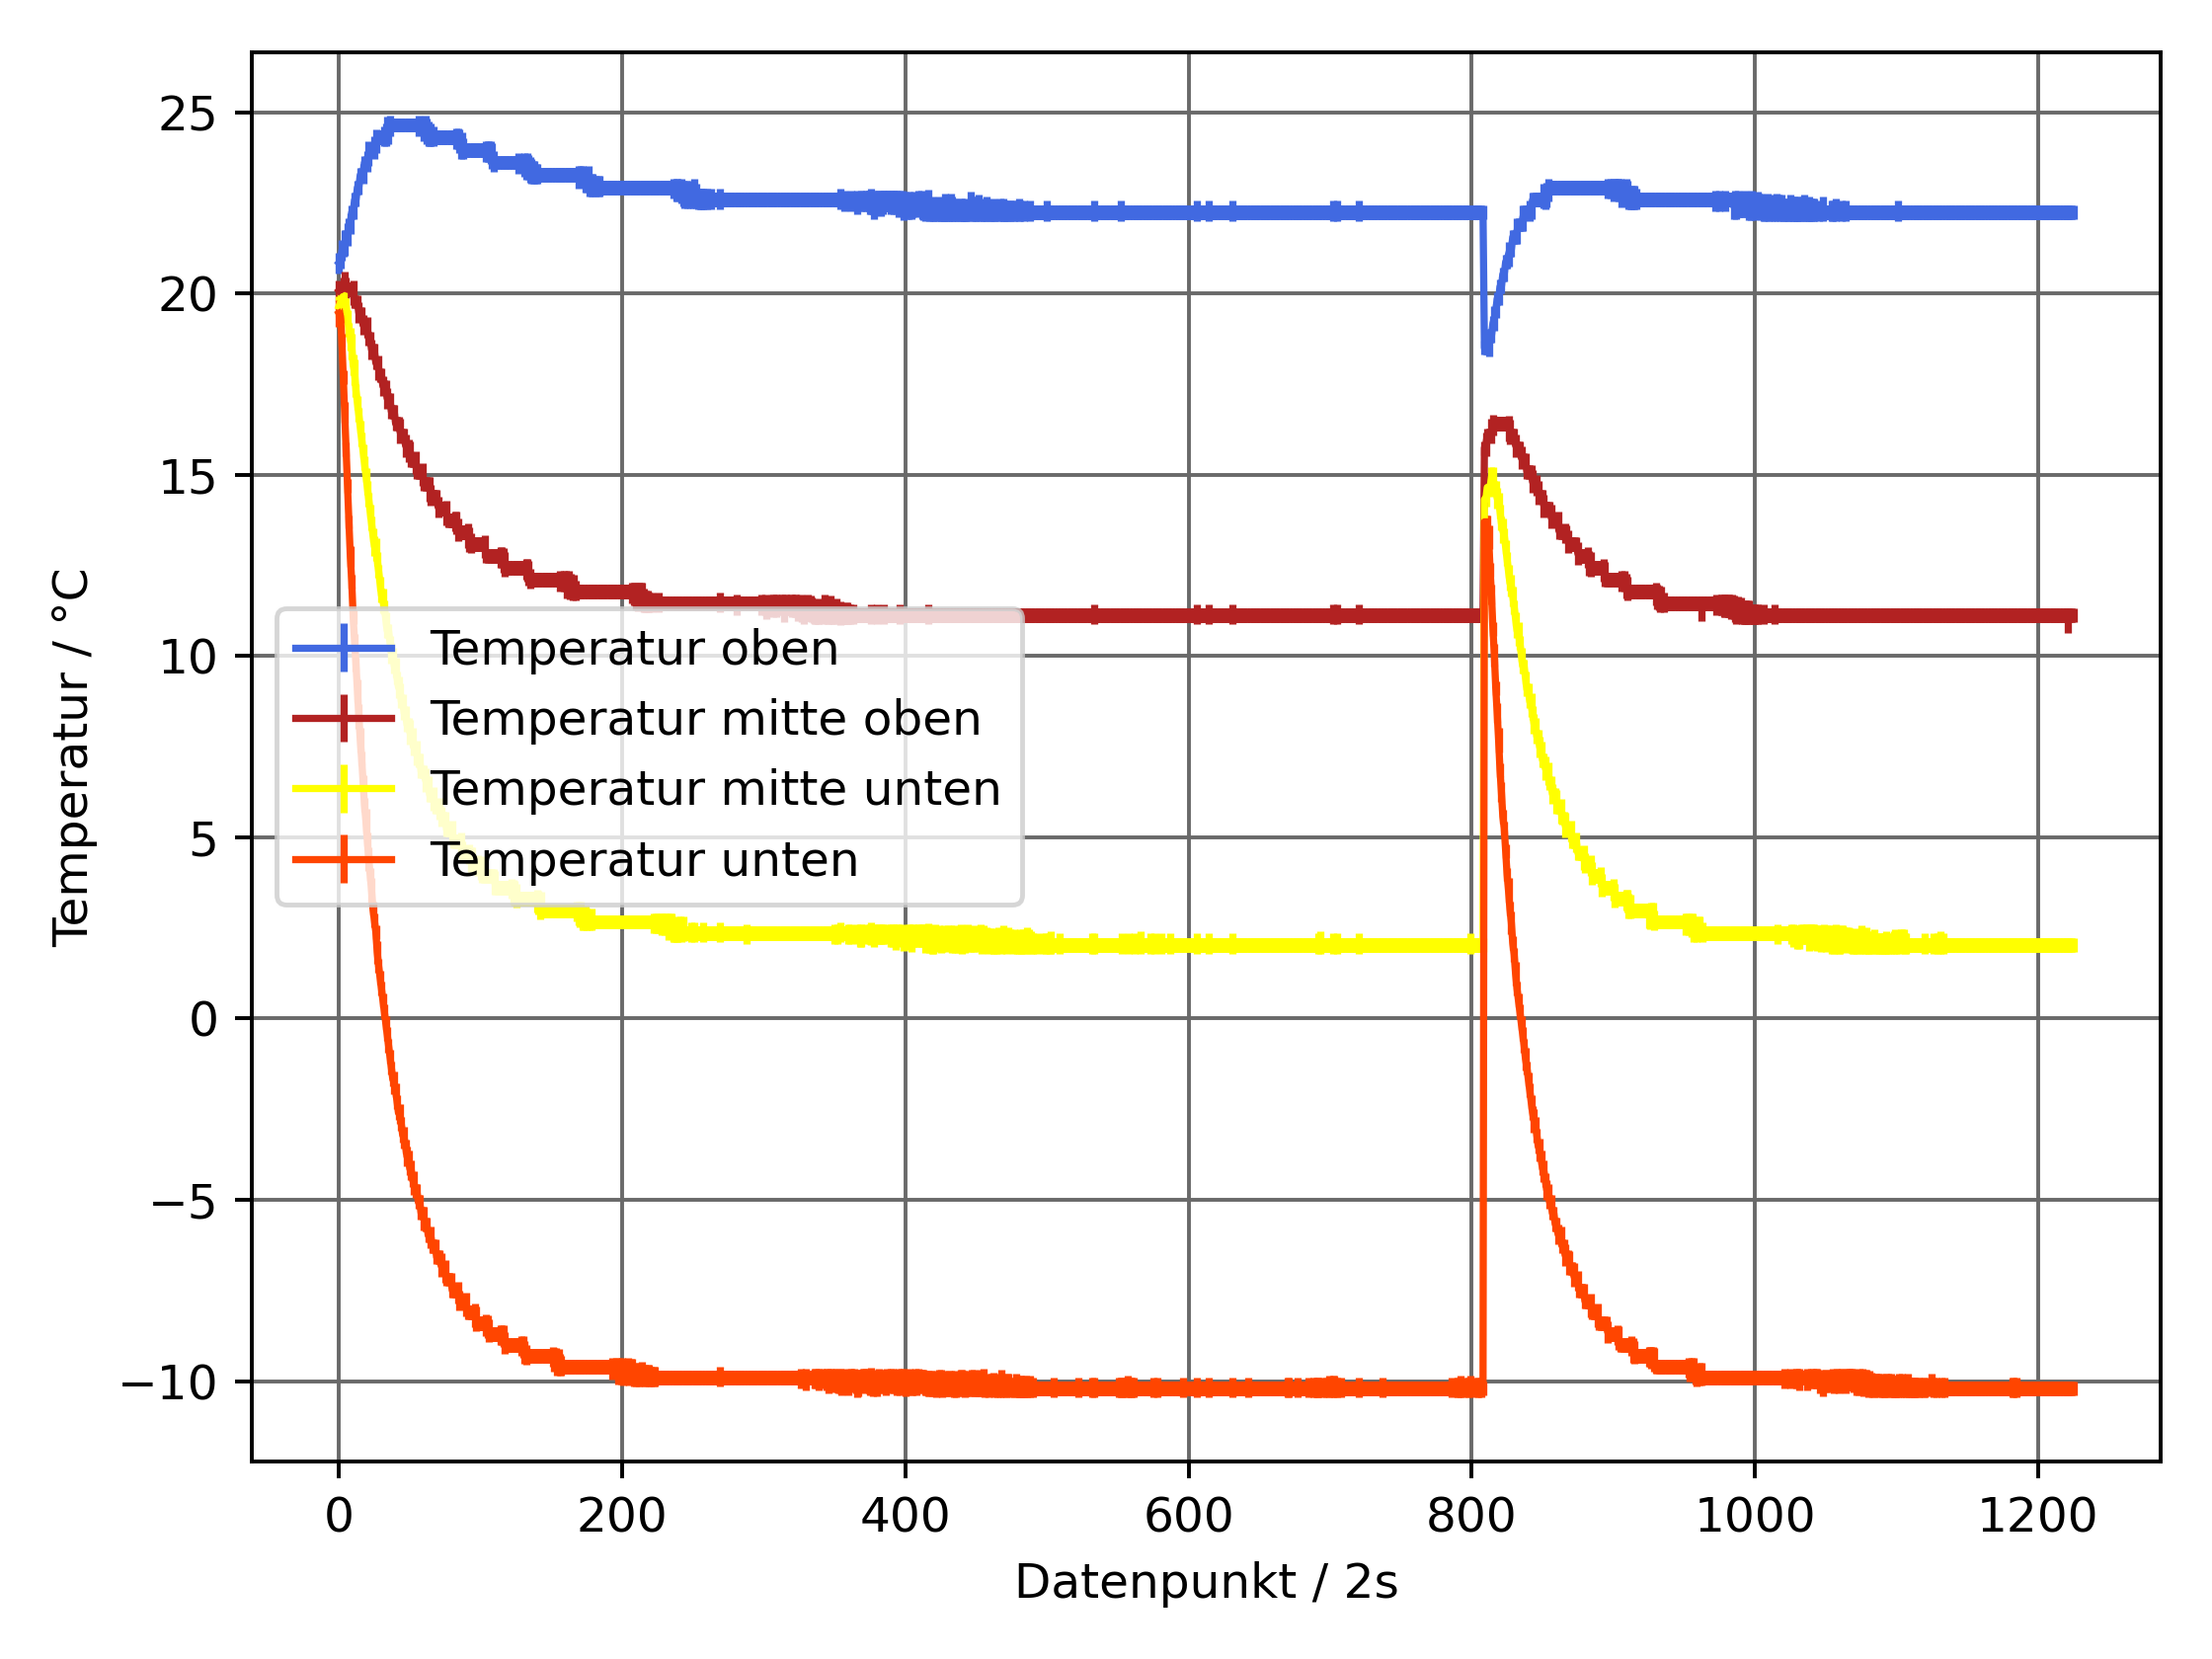 25
20
15
10
5
0
−5
−10
Temperatur / °C
Temperatur oben
Temperatur mitte oben
Temperatur mitte unten
Temperatur unten
0 200 400 600 800 1000 1200
Datenpunkt / 2s